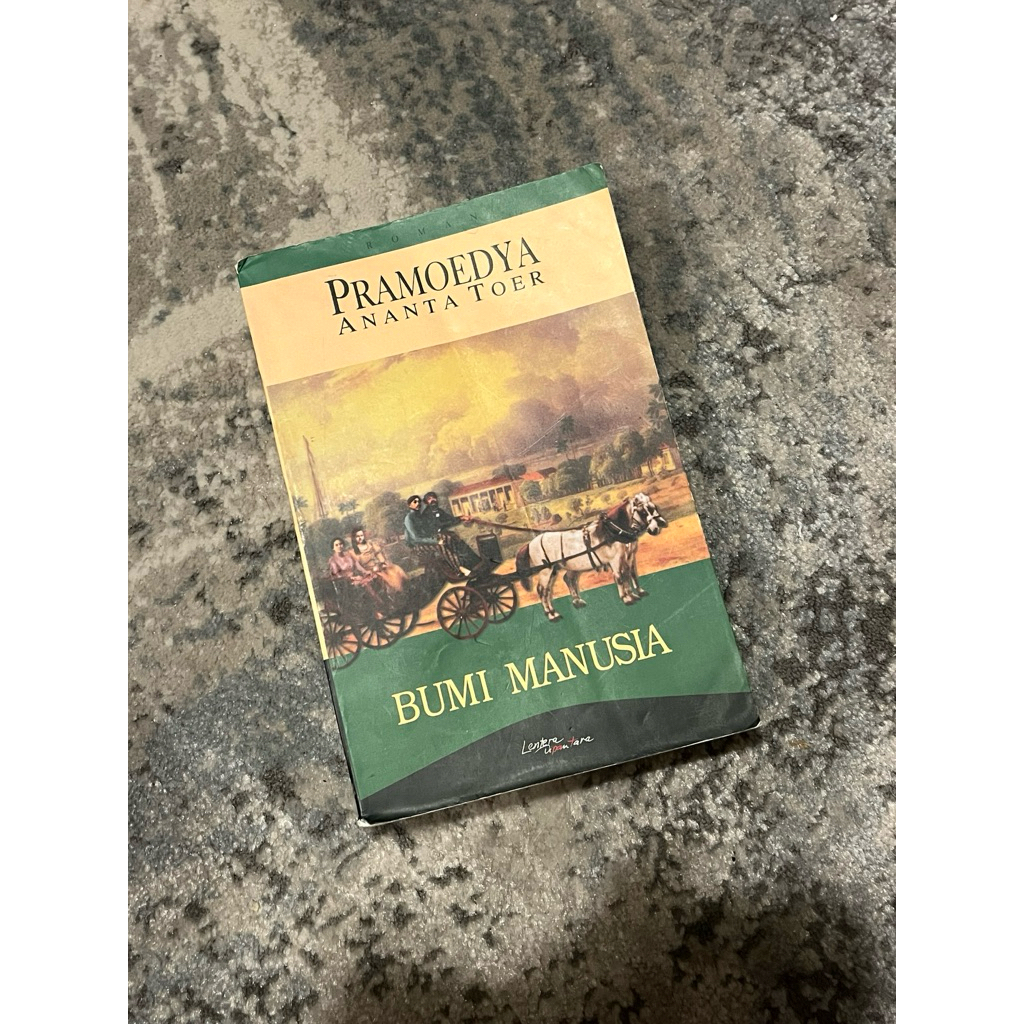 ROMAN
PRAMOEDYA
ANANTA TOER
BUMI MANUSIA
Lentera
dipantara